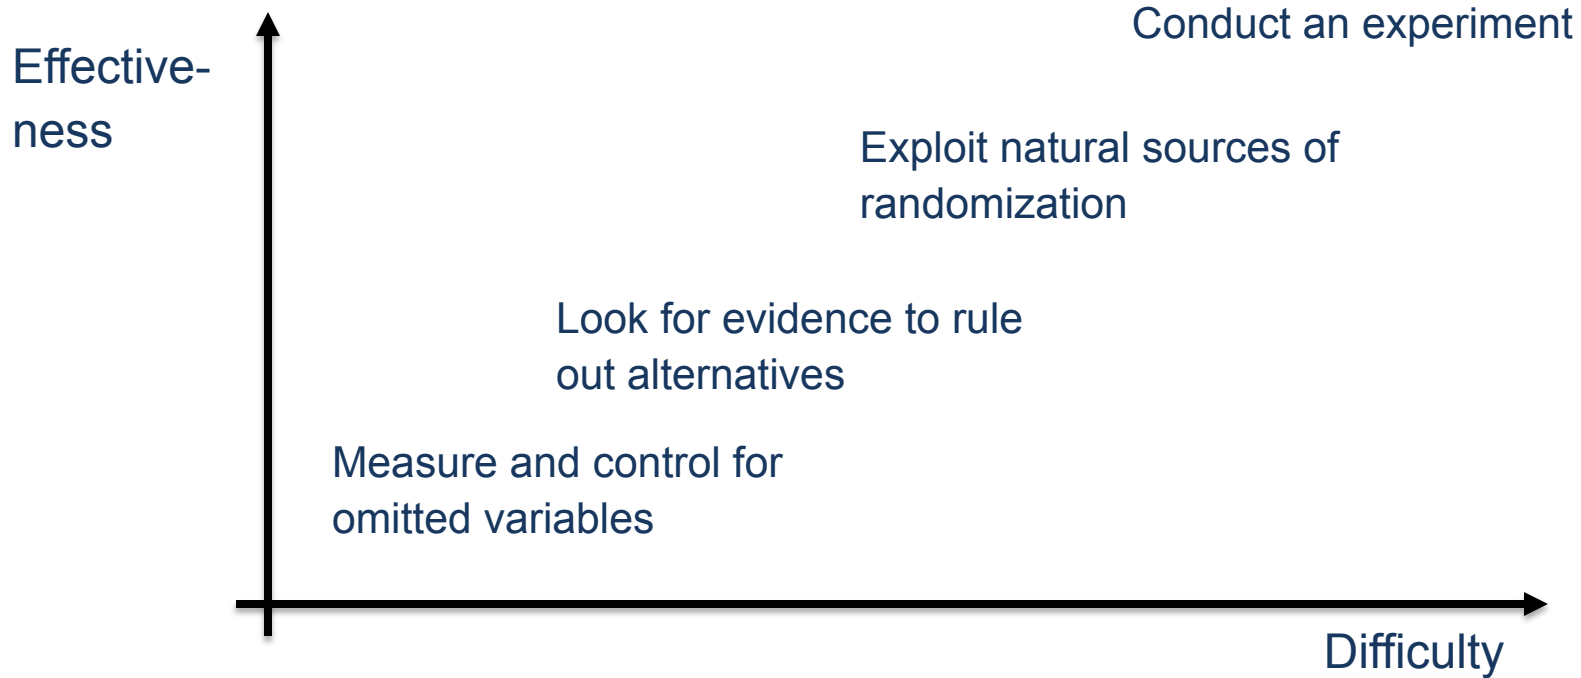 Conduct an experiment
Effective-
ness
Exploit natural sources of
randomization
Look for evidence to rule
out alternatives
Measure and control for
omitted variables
Difficulty